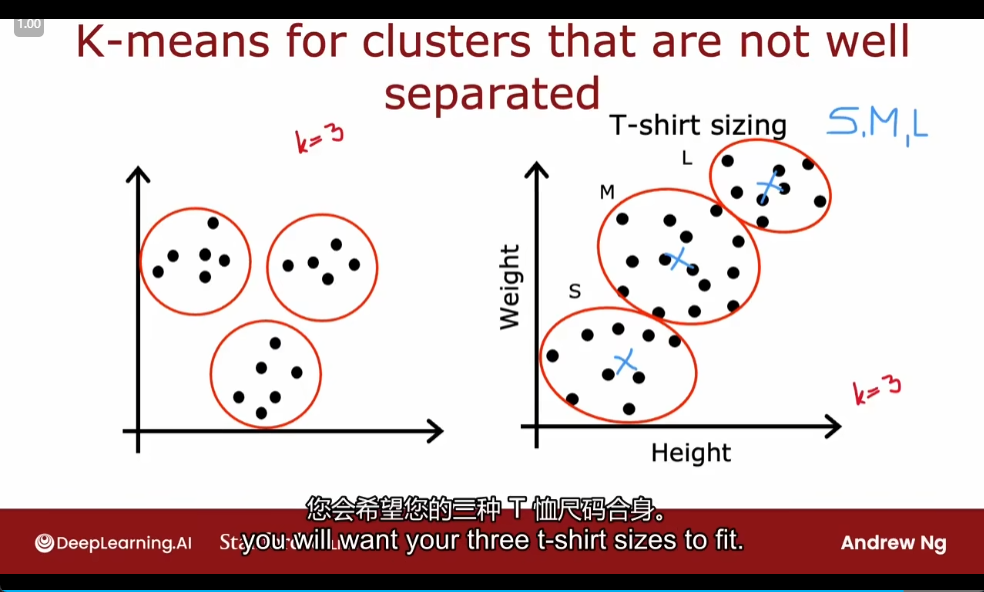 1.00
K-means for clusters that are not well
separated
k=3
T-shirt sizing
S,M,L
L
M
S
Weight
Height
k=3
您会希望您的三种 T 恤尺码合身。
you will want your three t-shirt sizes to fit.
DeepLearning.AI
Andrew Ng